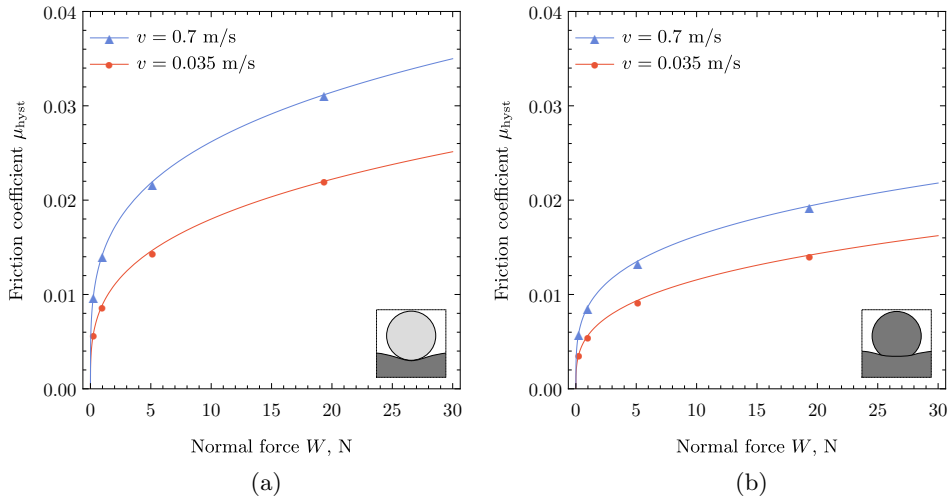 Friction coefficient μhyst
0.04
0.03
0.02
0.01
0.00
v = 0.7 m/s
v = 0.035 m/s
0 5 10 15 20 25 30
Normal force W, N
(a)
Friction coefficient μhyst
0.04
0.03
0.02
0.01
0.00
v = 0.7 m/s
v = 0.035 m/s
0 5 10 15 20 25 30
Normal force W, N
(b)